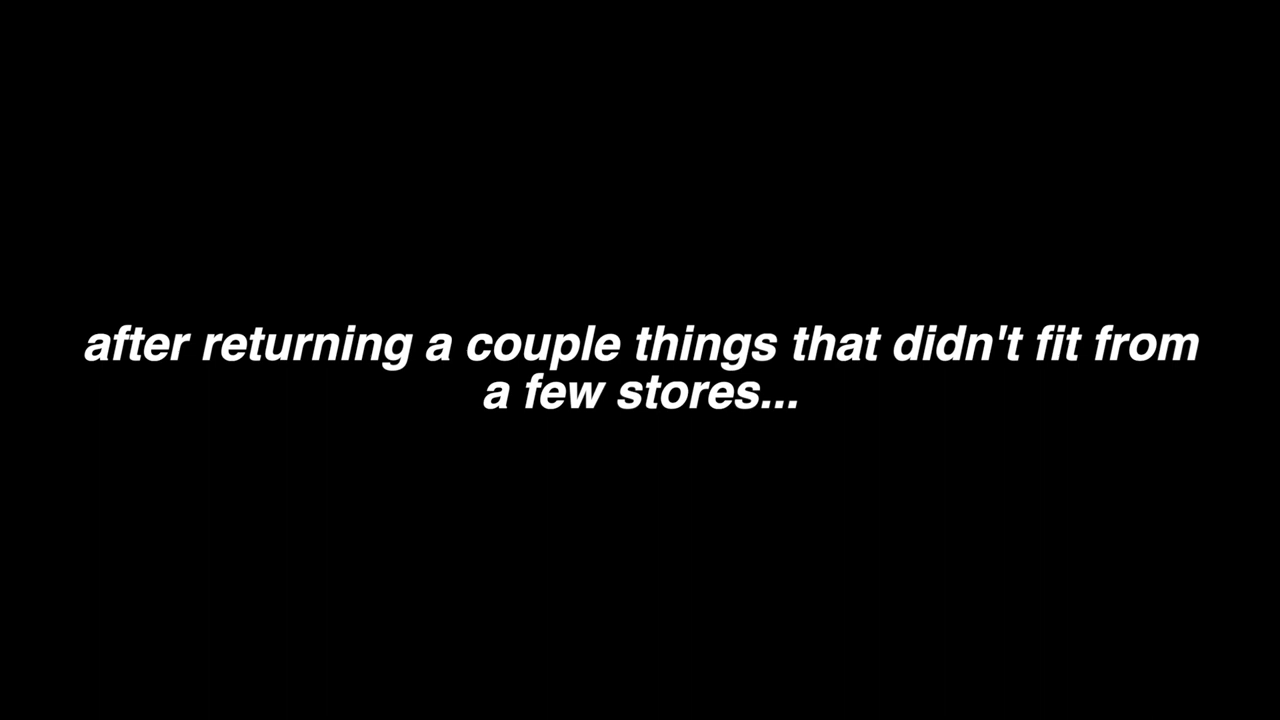 after returning a couple things that didn't fit from
a few stores...